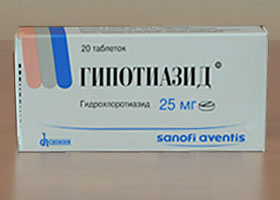 20 таблеток
ГИПОТИАЗИД®
Гидрохлоротиазид 25 мг
sanofi aventis